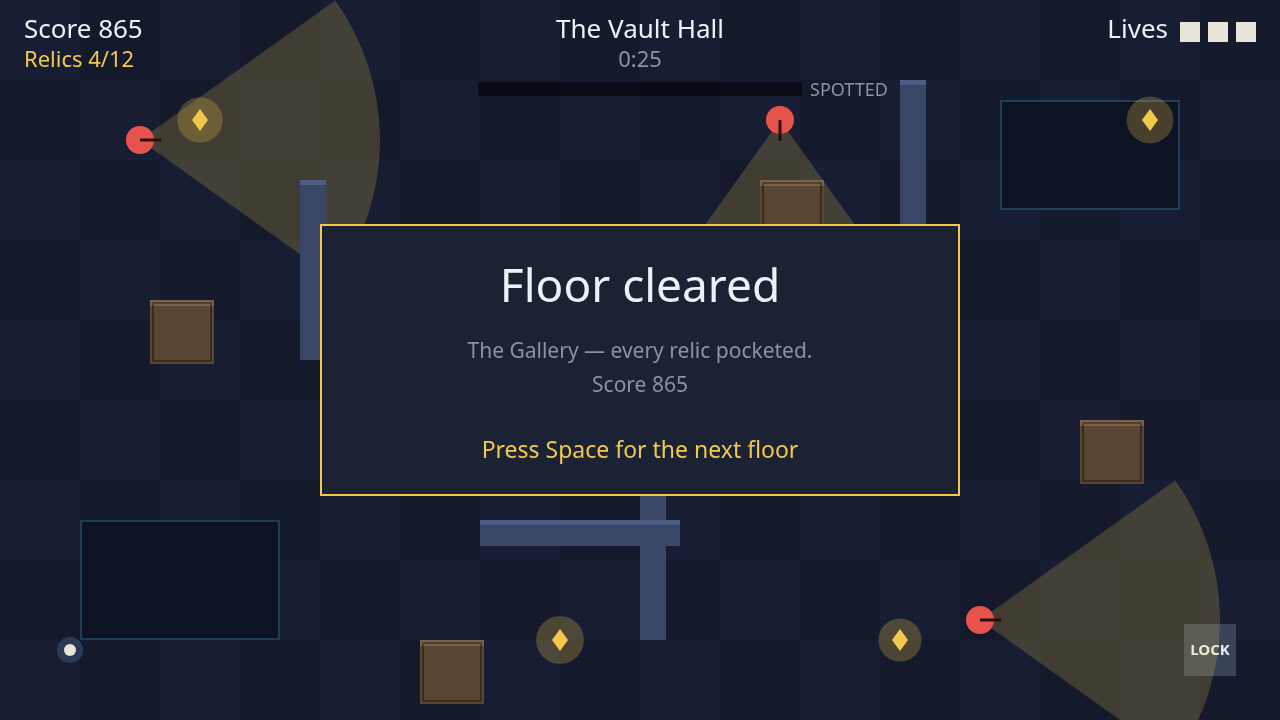 Score 865
Relics 4/12
The Vault Hall
0:25
Lives
SPOTTED
Floor cleared
The Gallery — every relic pocketed.
Score 865
Press Space for the next floor
LOCK